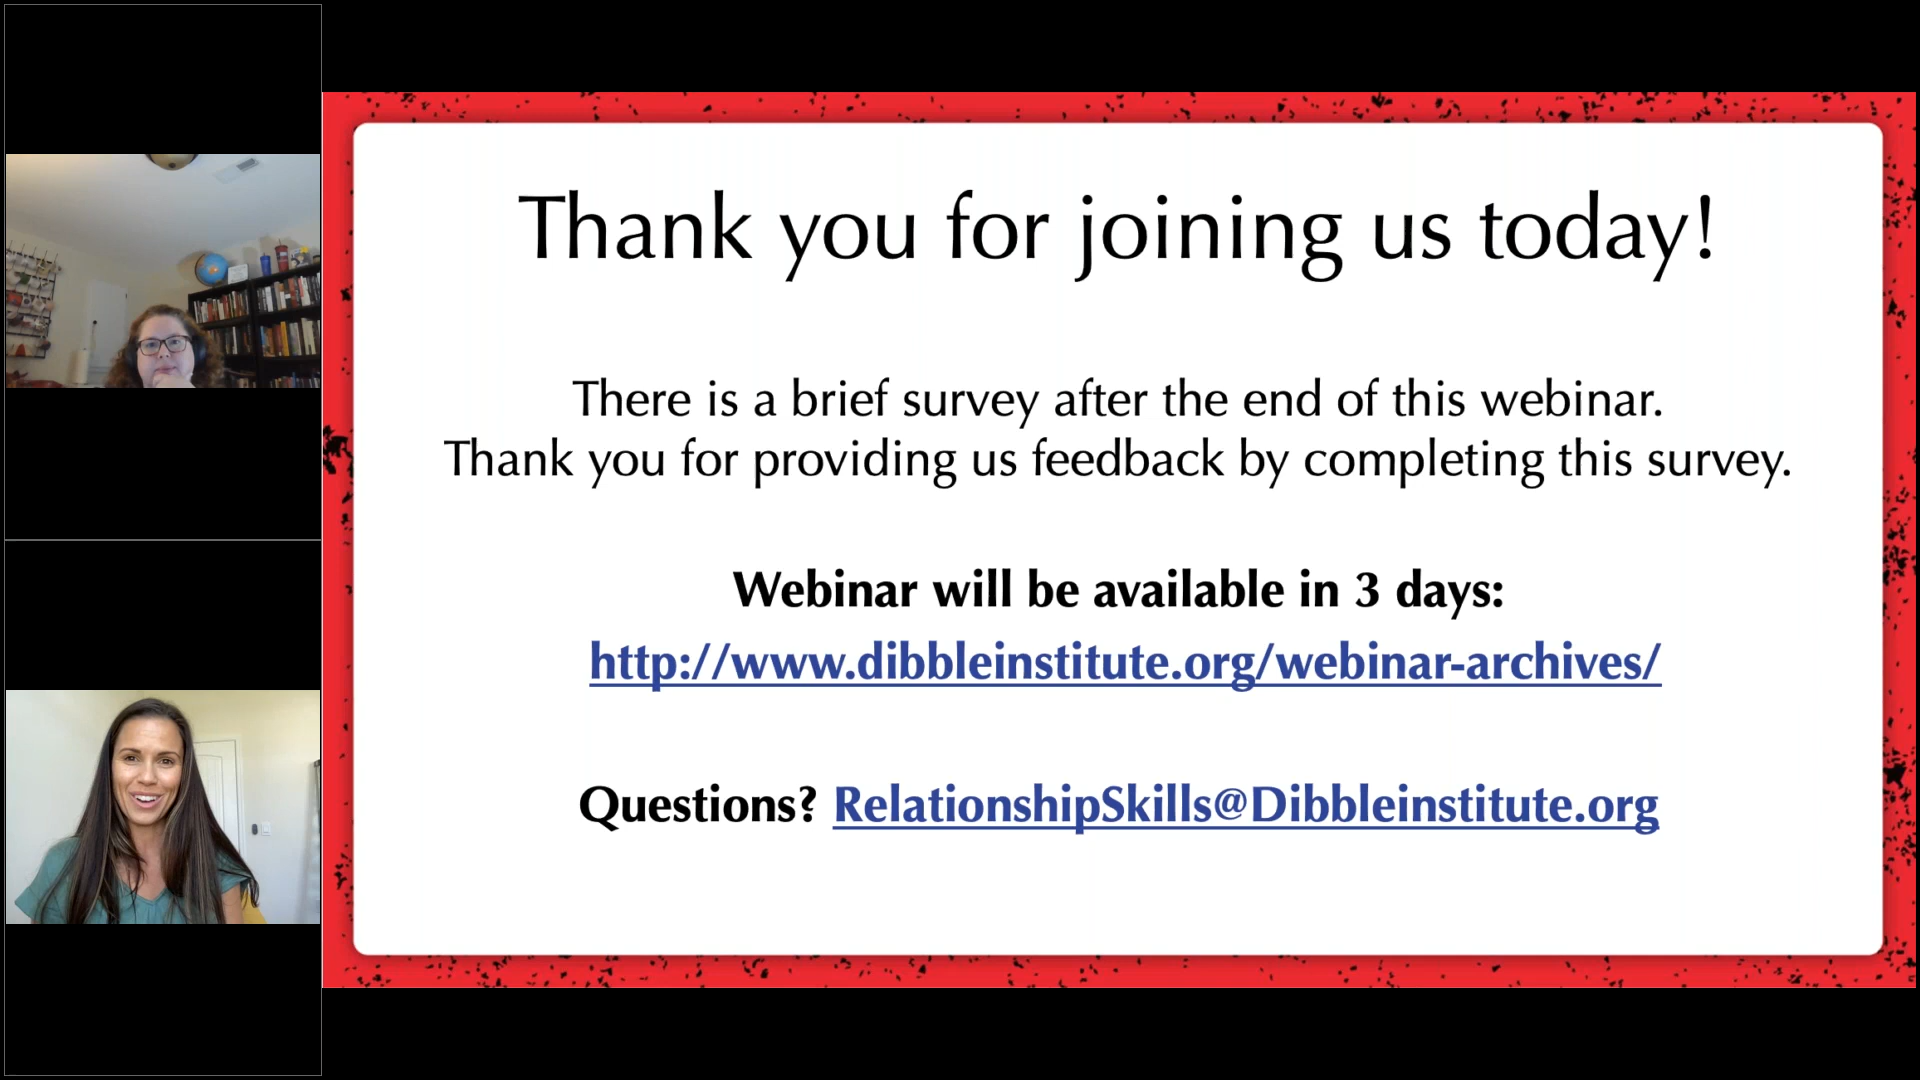 Thank you for joining us today!
There is a brief survey after the end of this webinar.
Thank you for providing us feedback by completing this survey.
Webinar will be available in 3 days:
http://www.dibbleinstitute.org/webinar-archives/
Questions? RelationshipSkills@Dibbleinstitute.org